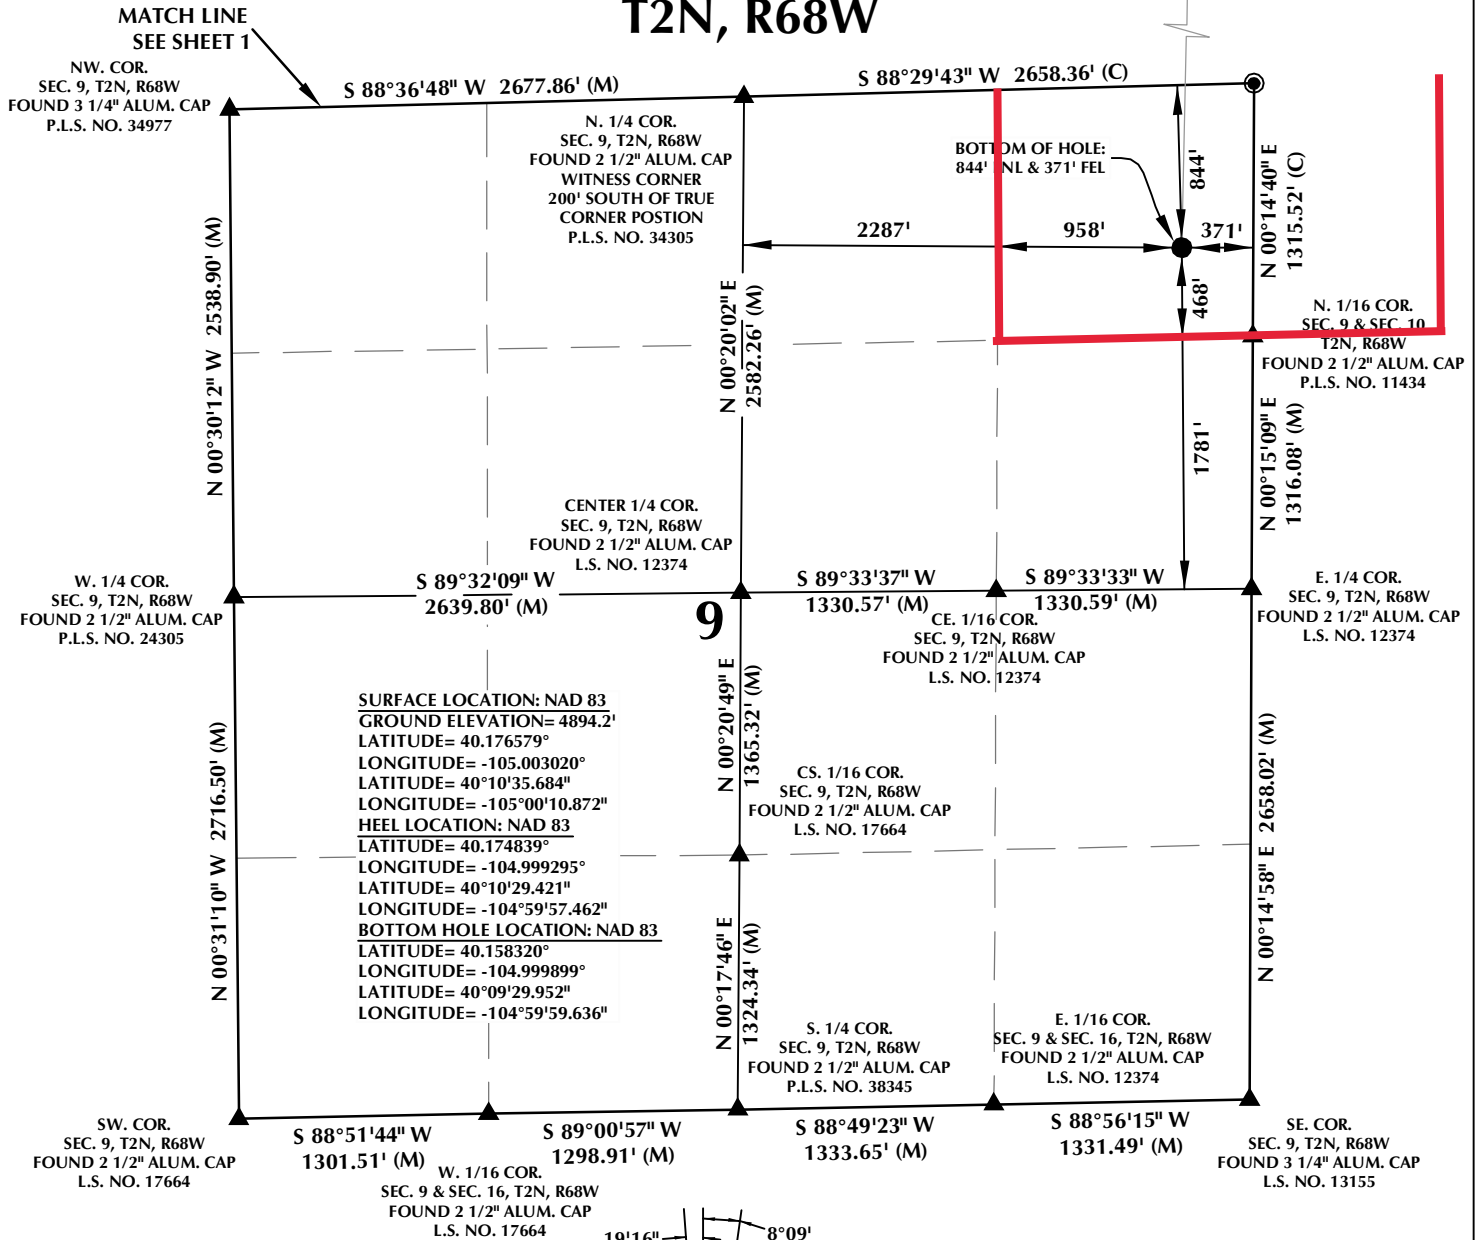 T2N, R68W
MATCH LINE
SEE SHEET 1
NW. COR.
SEC. 9, T2N, R68W
FOUND 3 1/4" ALUM. CAP
P.L.S. NO. 34977
S 88°36'48" W 2677.86' (M)
S 88°29'43" W 2658.36' (C)
N. 1/4 COR.
SEC. 9, T2N, R68W
FOUND 2 1/2" ALUM. CAP
WITNESS CORNER
200' SOUTH OF TRUE
CORNER POSTION
P.L.S. NO. 34305
BOTTOM OF HOLE:
844' FNL & 371' FEL
844'
N 00°14'40" E
1315.52' (C)
2287'
958'
371'
468'
N 00°30'12" W 2538.90' (M)
N 00°20'02" E
2582.26' (M)
N. 1/16 COR.
SEC. 9 & SEC. 10
T2N, R68W
FOUND 2 1/2" ALUM. CAP
P.L.S. NO. 11434
1781'
N 00°15'09" E
1316.08' (M)
CENTER 1/4 COR.
SEC. 9, T2N, R68W
FOUND 2 1/2" ALUM. CAP
L.S. NO. 12374
W. 1/4 COR.
SEC. 9, T2N, R68W
FOUND 2 1/2" ALUM. CAP
P.L.S. NO. 24305
S 89°32'09" W
2639.80' (M)
S 89°33'37" W
1330.57' (M)
S 89°33'33" W
1330.59' (M)
E. 1/4 COR.
SEC. 9, T2N, R68W
FOUND 2 1/2" ALUM. CAP
L.S. NO. 12374
9
CE. 1/16 COR.
SEC. 9, T2N, R68W
FOUND 2 1/2" ALUM. CAP
L.S. NO. 12374
SURFACE LOCATION: NAD 83
GROUND ELEVATION= 4894.2'
LATITUDE= 40.176579°
LONGITUDE= -105.003020°
LATITUDE= 40°10'35.684"
LONGITUDE= -105°00'10.872"
HEEL LOCATION: NAD 83
LATITUDE= 40.174839°
LONGITUDE= -104.999295°
LATITUDE= 40°10'29.421"
LONGITUDE= -104°59'57.462"
BOTTOM HOLE LOCATION: NAD 83
LATITUDE= 40.158320°
LONGITUDE= -104.999899°
LATITUDE= 40°09'29.952"
LONGITUDE= -104°59'59.636"
N 00°31'10" W 2716.50' (M)
N 00°20'49" E
1365.32' (M)
CS. 1/16 COR.
SEC. 9, T2N, R68W
FOUND 2 1/2" ALUM. CAP
L.S. NO. 17664
N 00°14'58" E 2658.02' (M)
N 00°17'46" E
1324.34' (M)
S. 1/4 COR.
SEC. 9, T2N, R68W
FOUND 2 1/2" ALUM. CAP
P.L.S. NO. 38345
E. 1/16 COR.
SEC. 9 & SEC. 16, T2N, R68W
FOUND 2 1/2" ALUM. CAP
L.S. NO. 12374
SW. COR.
SEC. 9, T2N, R68W
FOUND 2 1/2" ALUM. CAP
L.S. NO. 17664
S 88°51'44" W
1301.51' (M)
S 89°00'57" W
1298.91' (M)
S 88°49'23" W
1333.65' (M)
S 88°56'15" W
1331.49' (M)
SE. COR.
SEC. 9, T2N, R68W
FOUND 3 1/4" ALUM. CAP
L.S. NO. 13155
W. 1/16 COR.
SEC. 9 & SEC. 16, T2N, R68W
FOUND 2 1/2" ALUM. CAP
L.S. NO. 17664
19'16"
8°09'